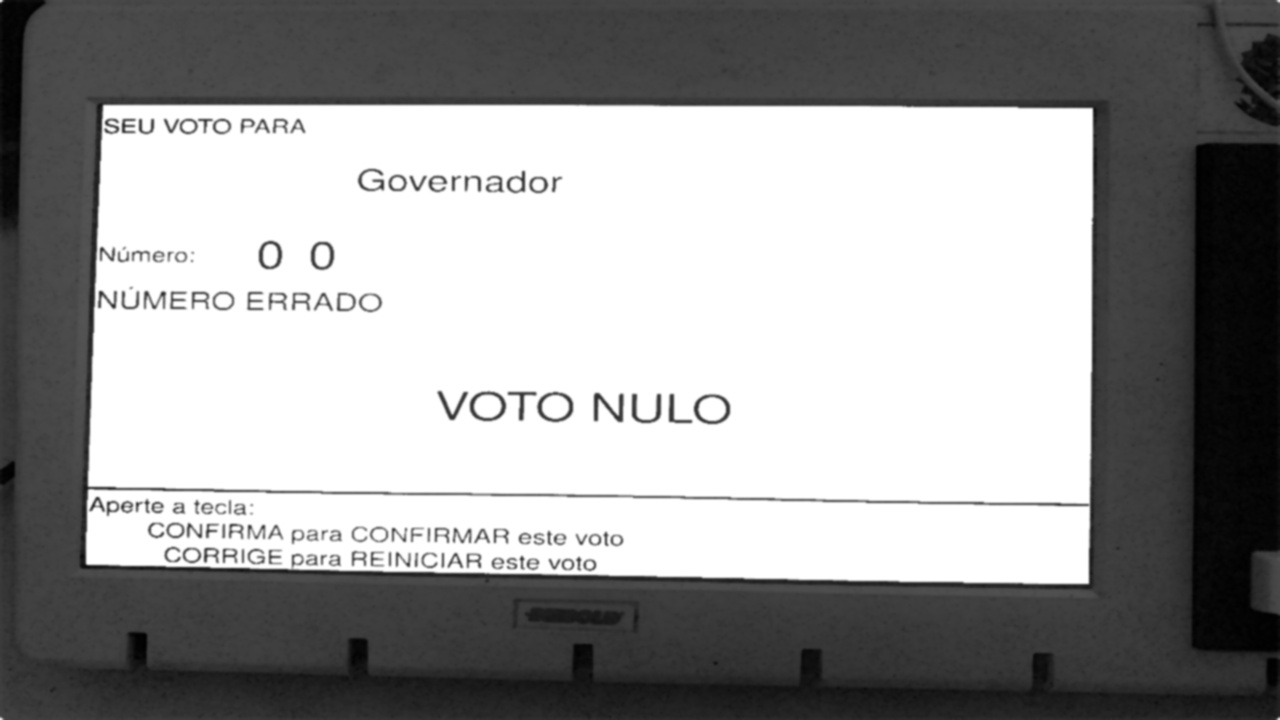 SEU VOTO PARA
Governador
Número: 0 0
NÚMERO ERRADO
VOTO NULO
Aperte a tecla:
CONFIRMA para CONFIRMAR este voto
CORRIGE para REINICIAR este voto